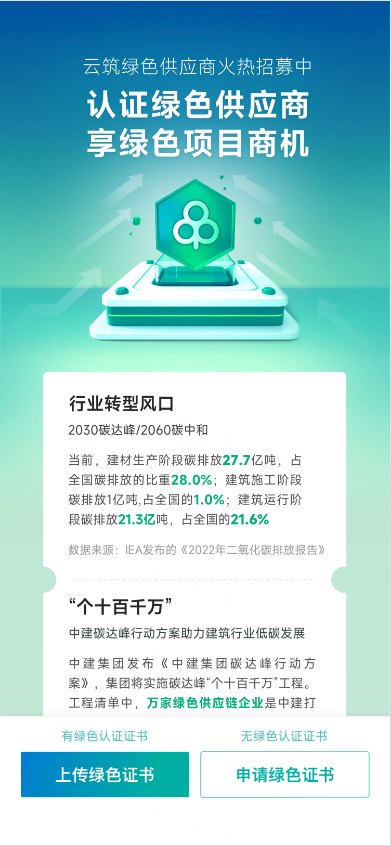 云筑绿色供应商火热招募中
认证绿色供应商
享绿色项目商机
行业转型风口
2030碳达峰/2060碳中和
当前，建材生产阶段碳排放27.7亿吨，占
全国碳排放的比重28.0%；建筑施工阶段
碳排放1亿吨,占全国的1.0%；建筑运行阶
段碳排放21.3亿吨，占全国的21.6%
数据来源：IEA发布的《2022年二氧化碳排放报告》
“个十百千万”
中建碳达峰行动方案助力建筑行业低碳发展
中建集团发布《中建集团碳达峰行动方
案》，集团将实施碳达峰“个十百千万”工程。
工程清单中，万家绿色供应链企业是中建打
有绿色认证证书
无绿色认证证书
上传绿色证书
申请绿色证书